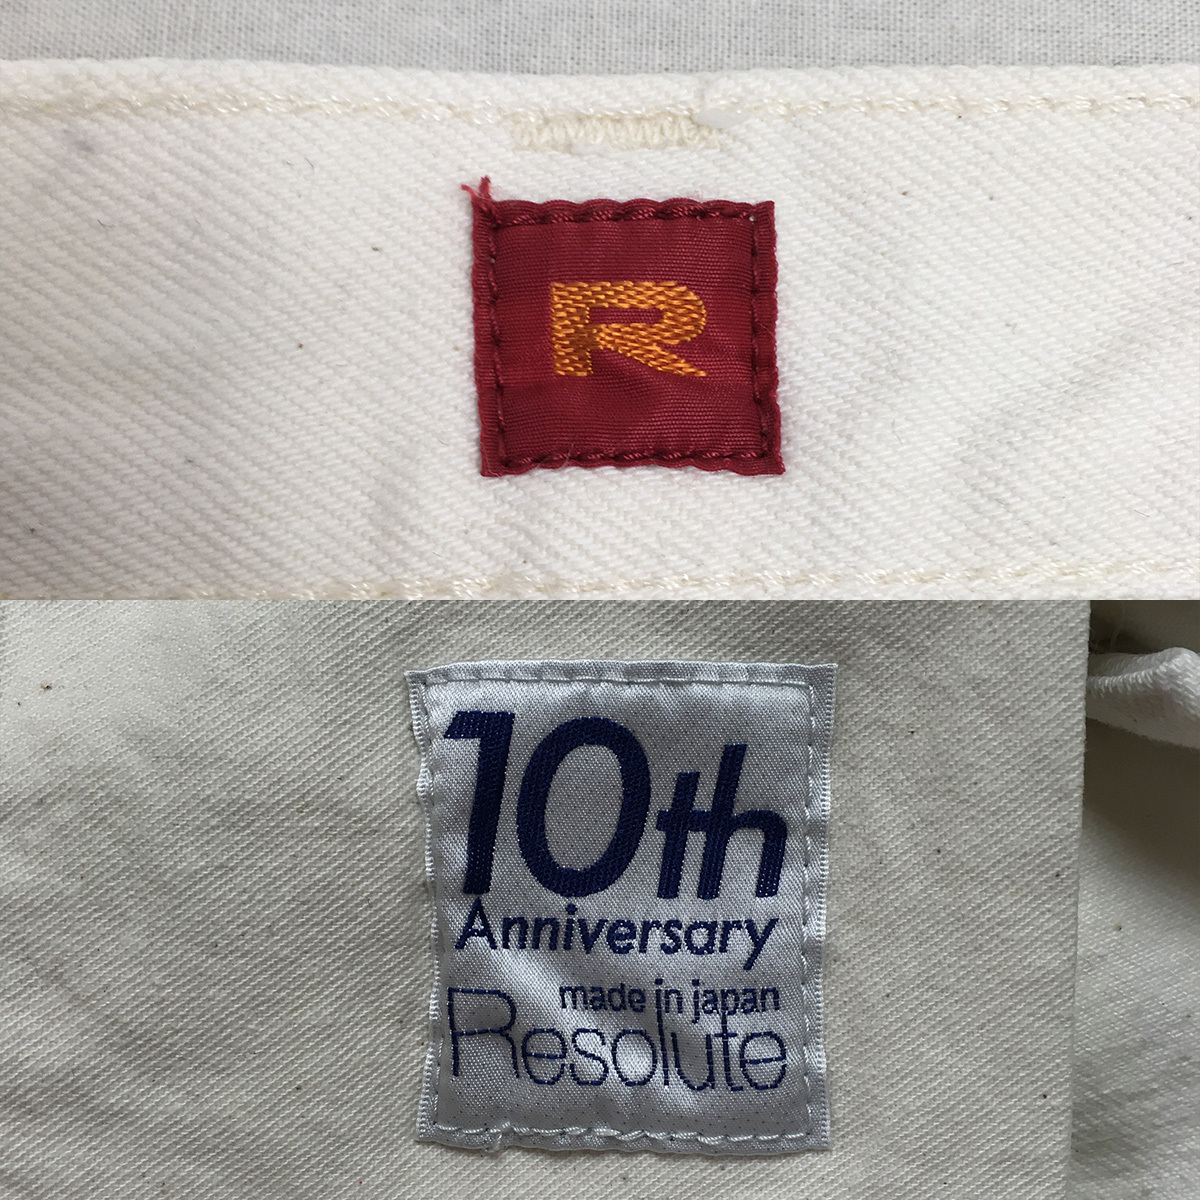 R
10th
Anniversary
made in japan
Resolute